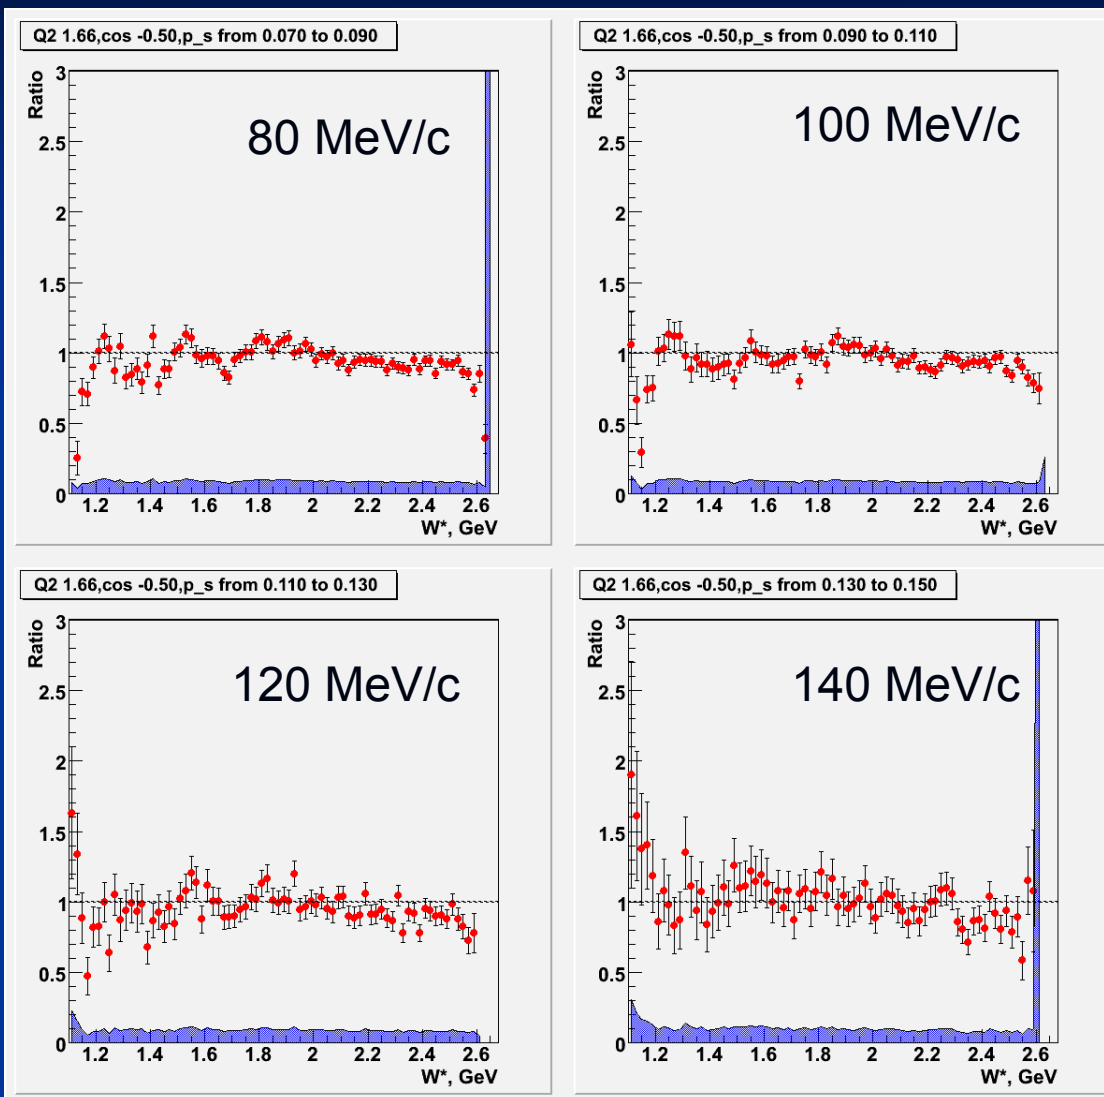 Q2 1.66,cos -0.50,p_s from 0.070 to 0.090
Ratio
80 MeV/c
3
2.5
2
1.5
1
0.5
0
1.2 1.4 1.6 1.8 2 2.2 2.4 2.6
W*, GeV
Q2 1.66,cos -0.50,p_s from 0.090 to 0.110
Ratio
100 MeV/c
3
2.5
2
1.5
1
0.5
0
1.2 1.4 1.6 1.8 2 2.2 2.4 2.6
W*, GeV
Q2 1.66,cos -0.50,p_s from 0.110 to 0.130
Ratio
120 MeV/c
3
2.5
2
1.5
1
0.5
0
1.2 1.4 1.6 1.8 2 2.2 2.4 2.6
W*, GeV
Q2 1.66,cos -0.50,p_s from 0.130 to 0.150
Ratio
140 MeV/c
3
2.5
2
1.5
1
0.5
0
1.2 1.4 1.6 1.8 2 2.2 2.4 2.6
W*, GeV